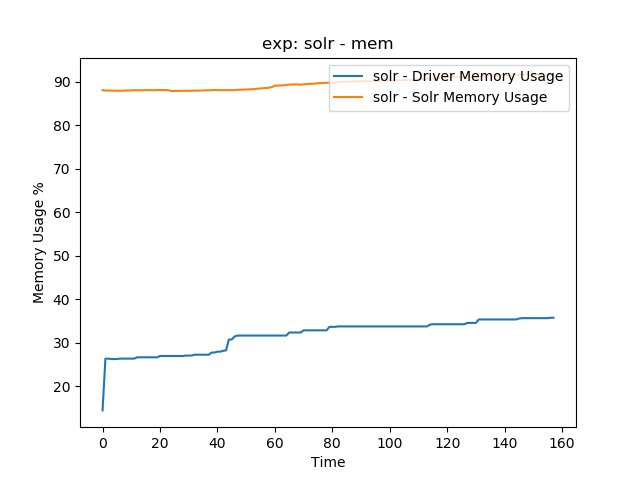 exp: solr - mem
solr - Driver Memory Usage
solr - Solr Memory Usage
90
80
70
60
50
40
30
20
Memory Usage %
0 20 40 60 80 100 120 140 160
Time